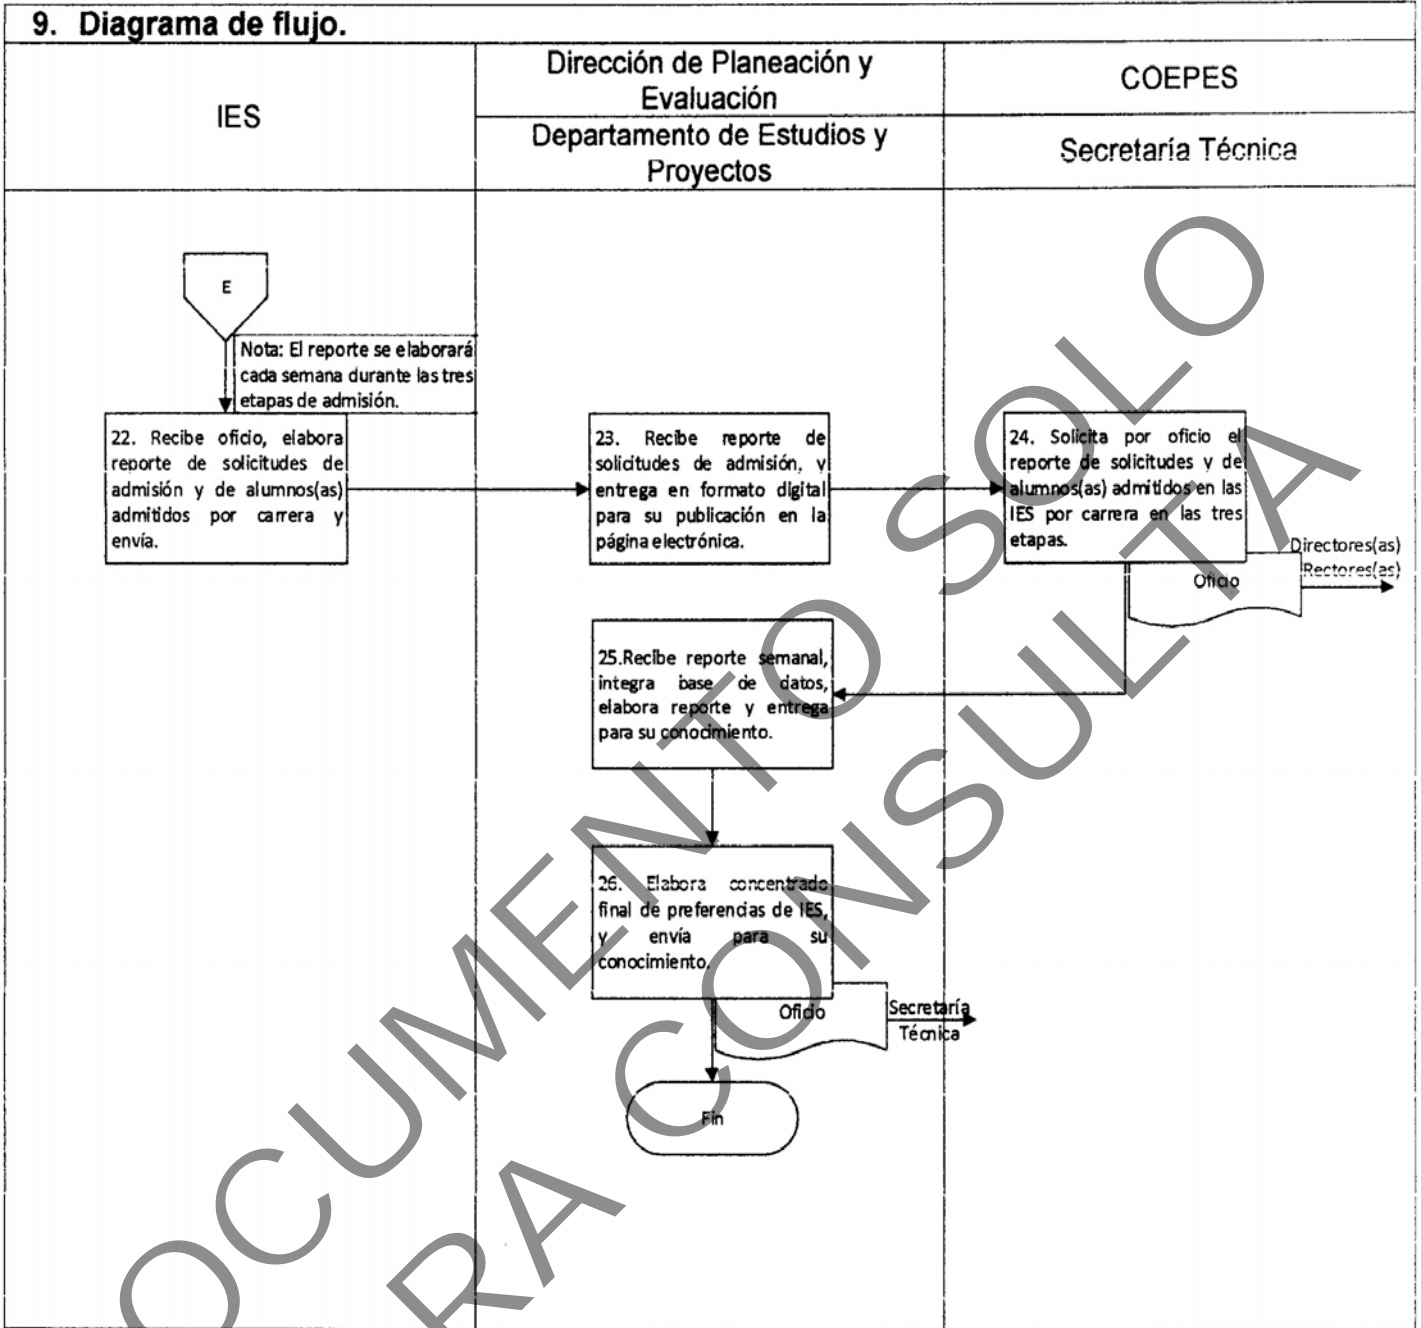 9. Diagrama de flujo.
IES
Dirección de Planeación y
Evaluación
Departamento de Estudios y
Proyectos
COEPES
Secretaría Técnica
E
Nota: El reporte se elaborará
cada semana durante las tres
etapas de admisión.
22. Recibe oficio, elabora
reporte de solicitudes de
admisión y de alumnos(as)
admitidos por carrera y
envía.
23. Recibe reporte de
solicitudes de admisión, y
entrega en formato digital
para su publicación en la
página electrónica.
24. Solicita por oficio el
reporte de solicitudes y de
alumnos(as) admitidos en las
IES por carrera en las tres
etapas.
Directores(as)
Rectores(as)
Oficio
25.Recibe reporte semanal,
integra base de datos,
elabora reporte y entrega
para su conocimiento.
26. Elabora concentrado
final de preferencias de IES,
y envía para su
conocimiento.
Oficio
Secretaría
Técnica
Fin
OCUMENTO SOLO
RA CONSULTA